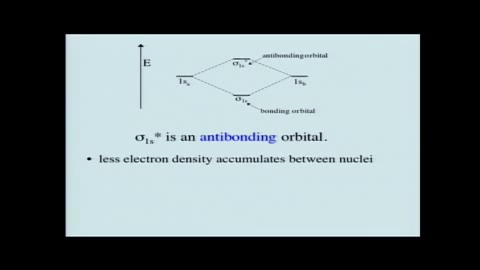 antibonding orbital
E
σ1s*
1sa
1sb
σ1s
bonding orbital
σ1s* is an antibonding orbital.
• less electron density accumulates between nuclei